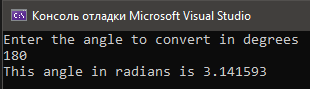 Консоль отладки Microsoft Visual Studio
Enter the angle to convert in degrees
180
This angle in radians is 3.141593